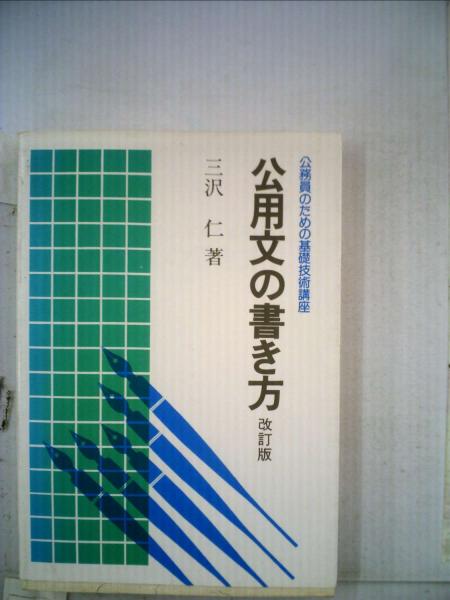 公務員のための基礎技術講座
公用文の書き方 改訂版
三沢 仁 著